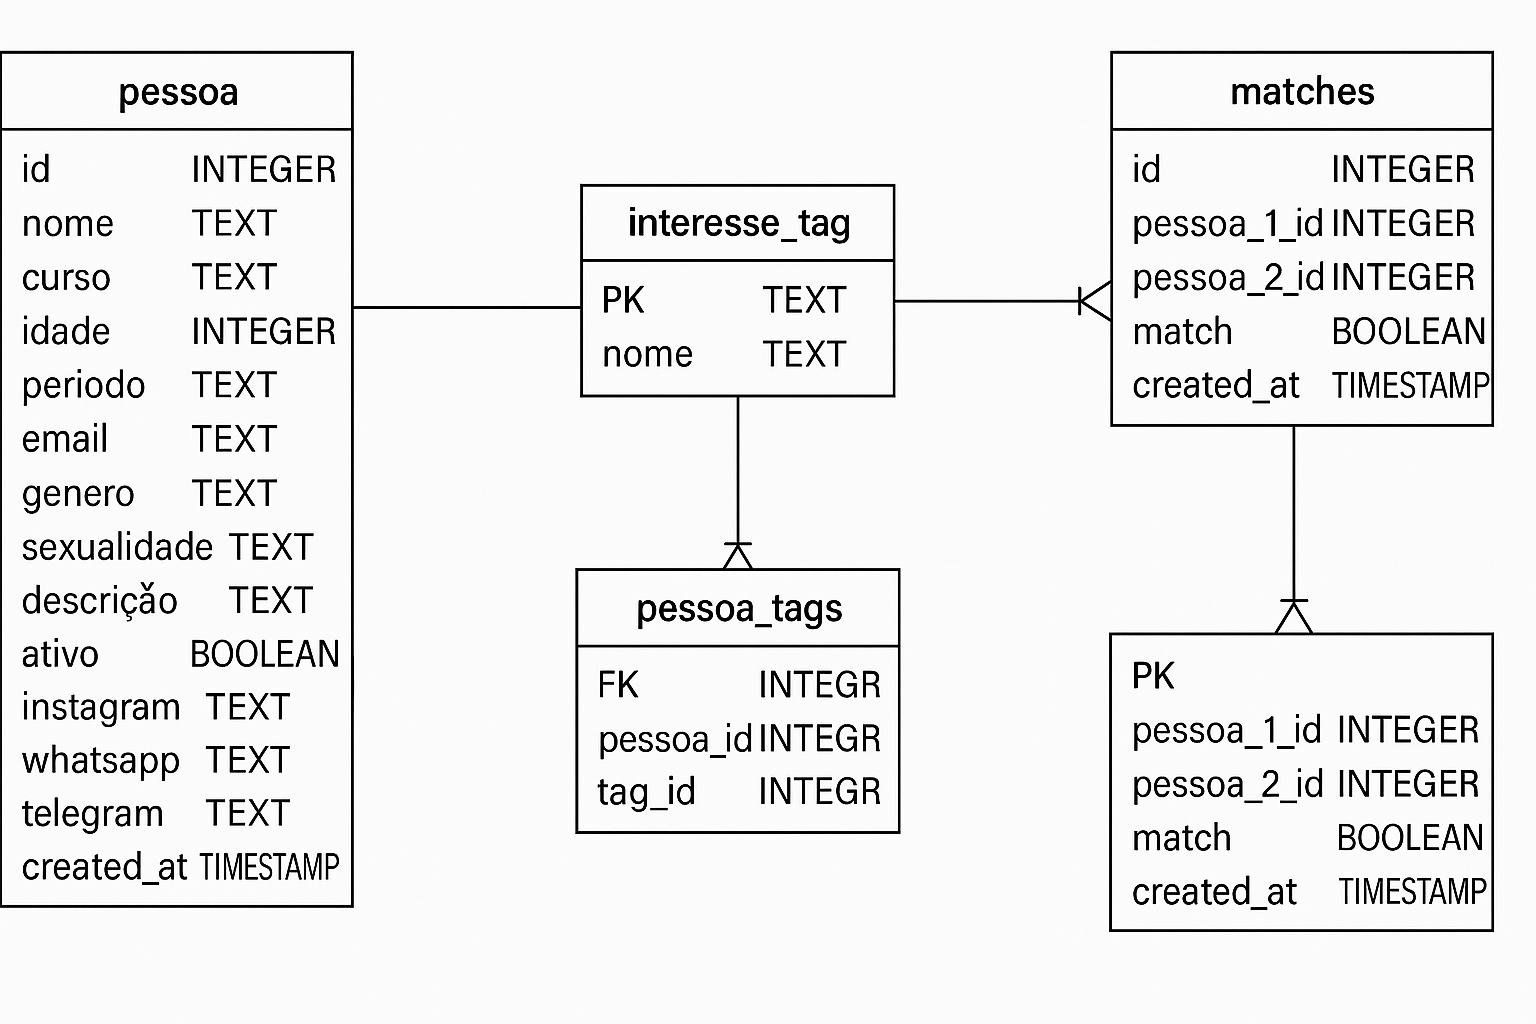 pessoa
id INTEGER
nome TEXT
curso TEXT
idade INTEGER
periodo TEXT
email TEXT
genero TEXT
sexualidade TEXT
descriçǎo TEXT
ativo BOOLEAN
instagram TEXT
whatsapp TEXT
telegram TEXT
created_at TIMESTAMP
interesse_tag
PK TEXT
nome TEXT
pessoa_tags
FK INTEGR
pessoa_id INTEGR
tag_id INTEGR
matches
id INTEGER
pessoa_1_id INTEGER
pessoa_2_id INTEGER
match BOOLEAN
created_at TIMESTAMP
PK
pessoa_1_id INTEGER
pessoa_2_id INTEGER
match BOOLEAN
created_at TIMESTAMP